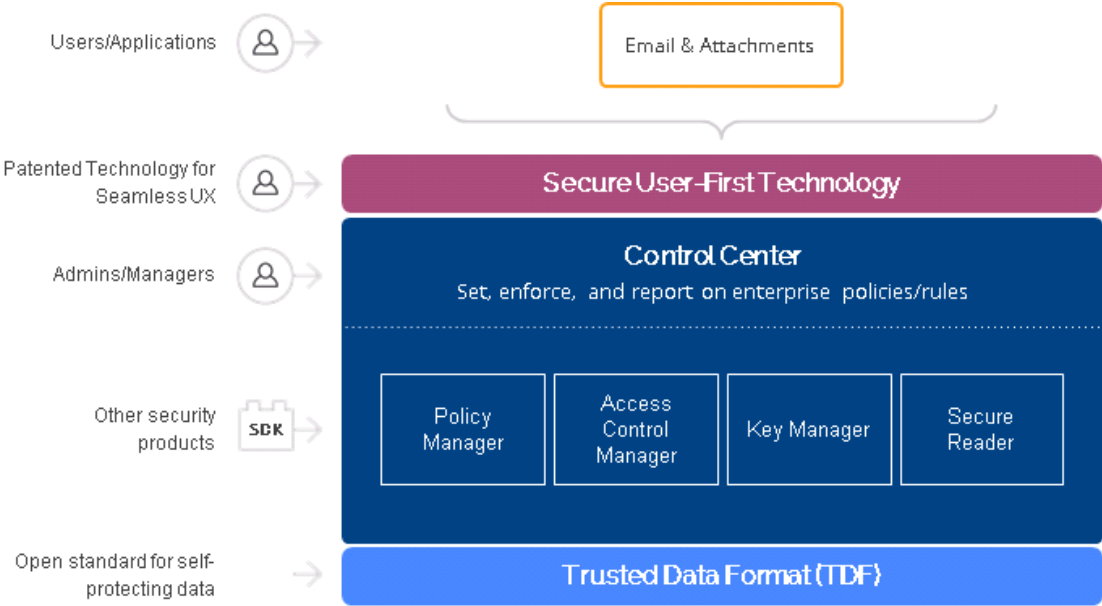 Users/Applications
Email & Attachments
Patented Technology for
Seamless UX
Secure User-First Technology
Admins/Managers
Control Center
Set, enforce, and report on enterprise policies/rules
Other security
products
SDK
Policy
Manager
Access
Control
Manager
Key Manager
Secure
Reader
Open standard for self-
protecting data
Trusted Data Format (TDF)